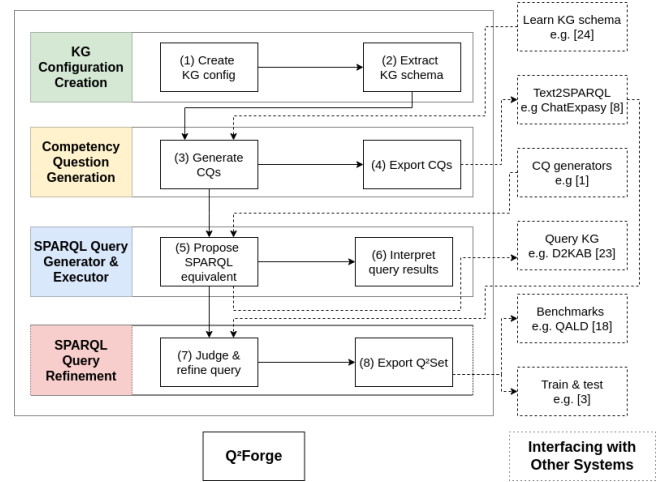 KG
Configuration
Creation
(1) Create
KG config
(2) Extract
KG schema
Learn KG schema
e.g. [24]
Text2SPARQL
e.g ChatExpasy [8]
Competency
Question
Generation
(3) Generate
CQs
(4) Export CQs
CQ generators
e.g [1]
SPARQL Query
Generator &
Executor
(5) Propose
SPARQL
equivalent
(6) Interpret
query results
Query KG
e.g. D2KAB [23]
SPARQL
Query
Refinement
(7) Judge &
refine query
(8) Export Q²Set
Benchmarks
e.g. QALD [18]
Train & test
e.g. [3]
Q²Forge
Interfacing with
Other Systems